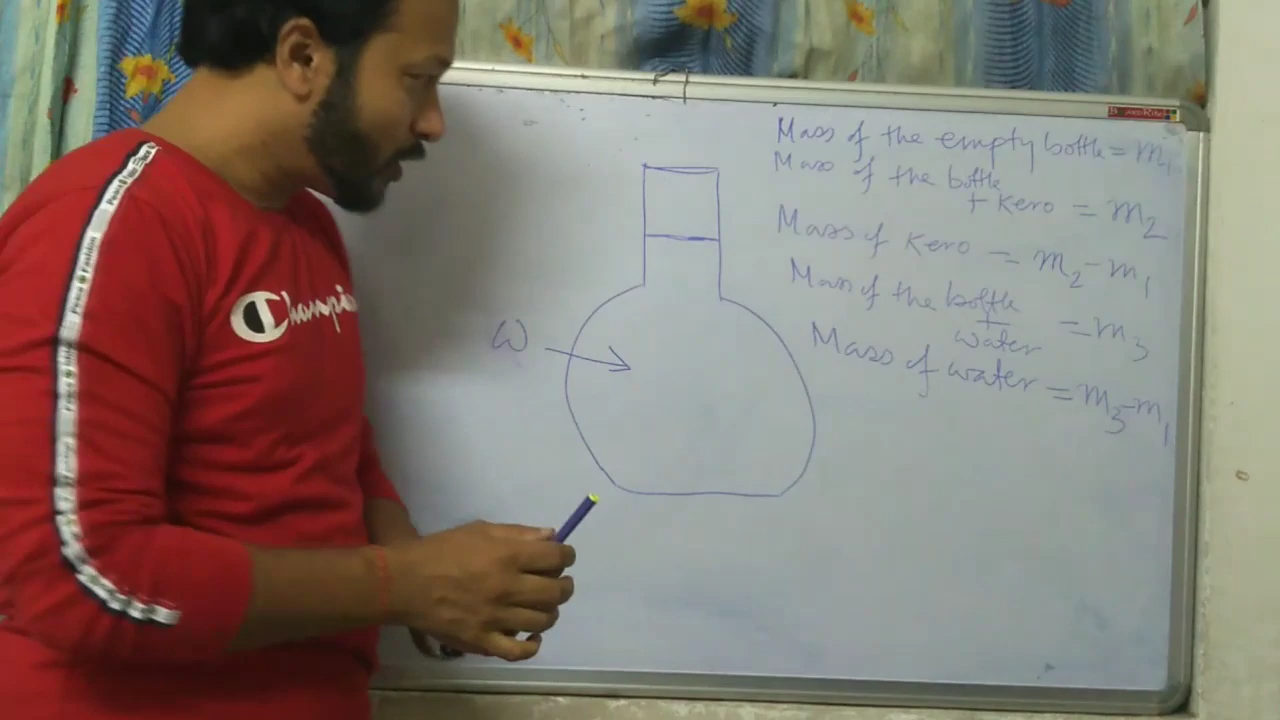 Mass of the empty bottle = m₁
Mass of the bottle
+ Kero = m₂
Mass of Kero = m₂-m₁
Mass of the bottle
+ water = m₃
Mass of water = m₃-m₁
ω
Champio